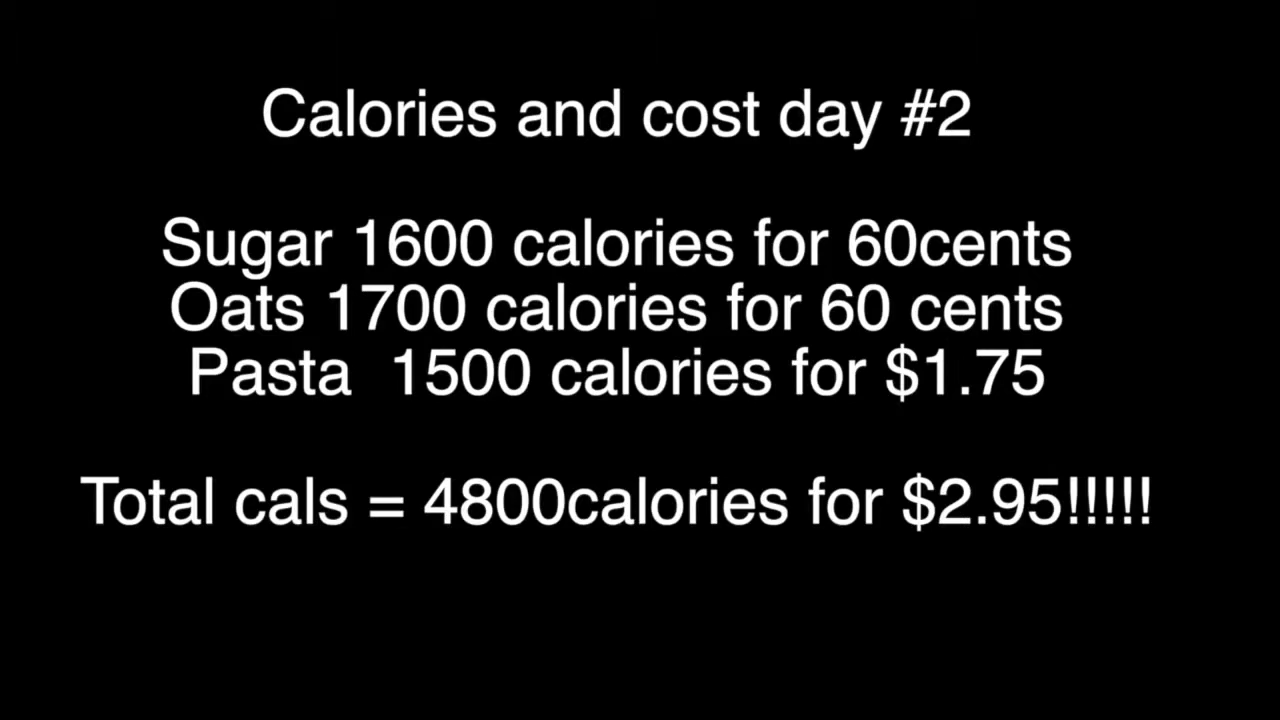 Calories and cost day #2
Sugar 1600 calories for 60cents
Oats 1700 calories for 60 cents
Pasta  1500 calories for $1.75
Total cals = 4800calories for $2.95!!!!!